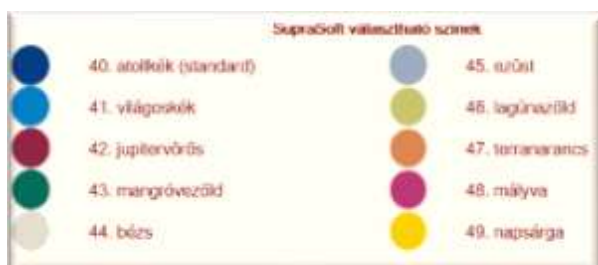 SupraSoft választható színek
40. atollkék (standard)
41. világoskék
42. jupitervörös
43. mangróvezöld
44. bézs
45. ezüst
46. lagúnazöld
47. terranarancs
48. mályva
49. napsárga